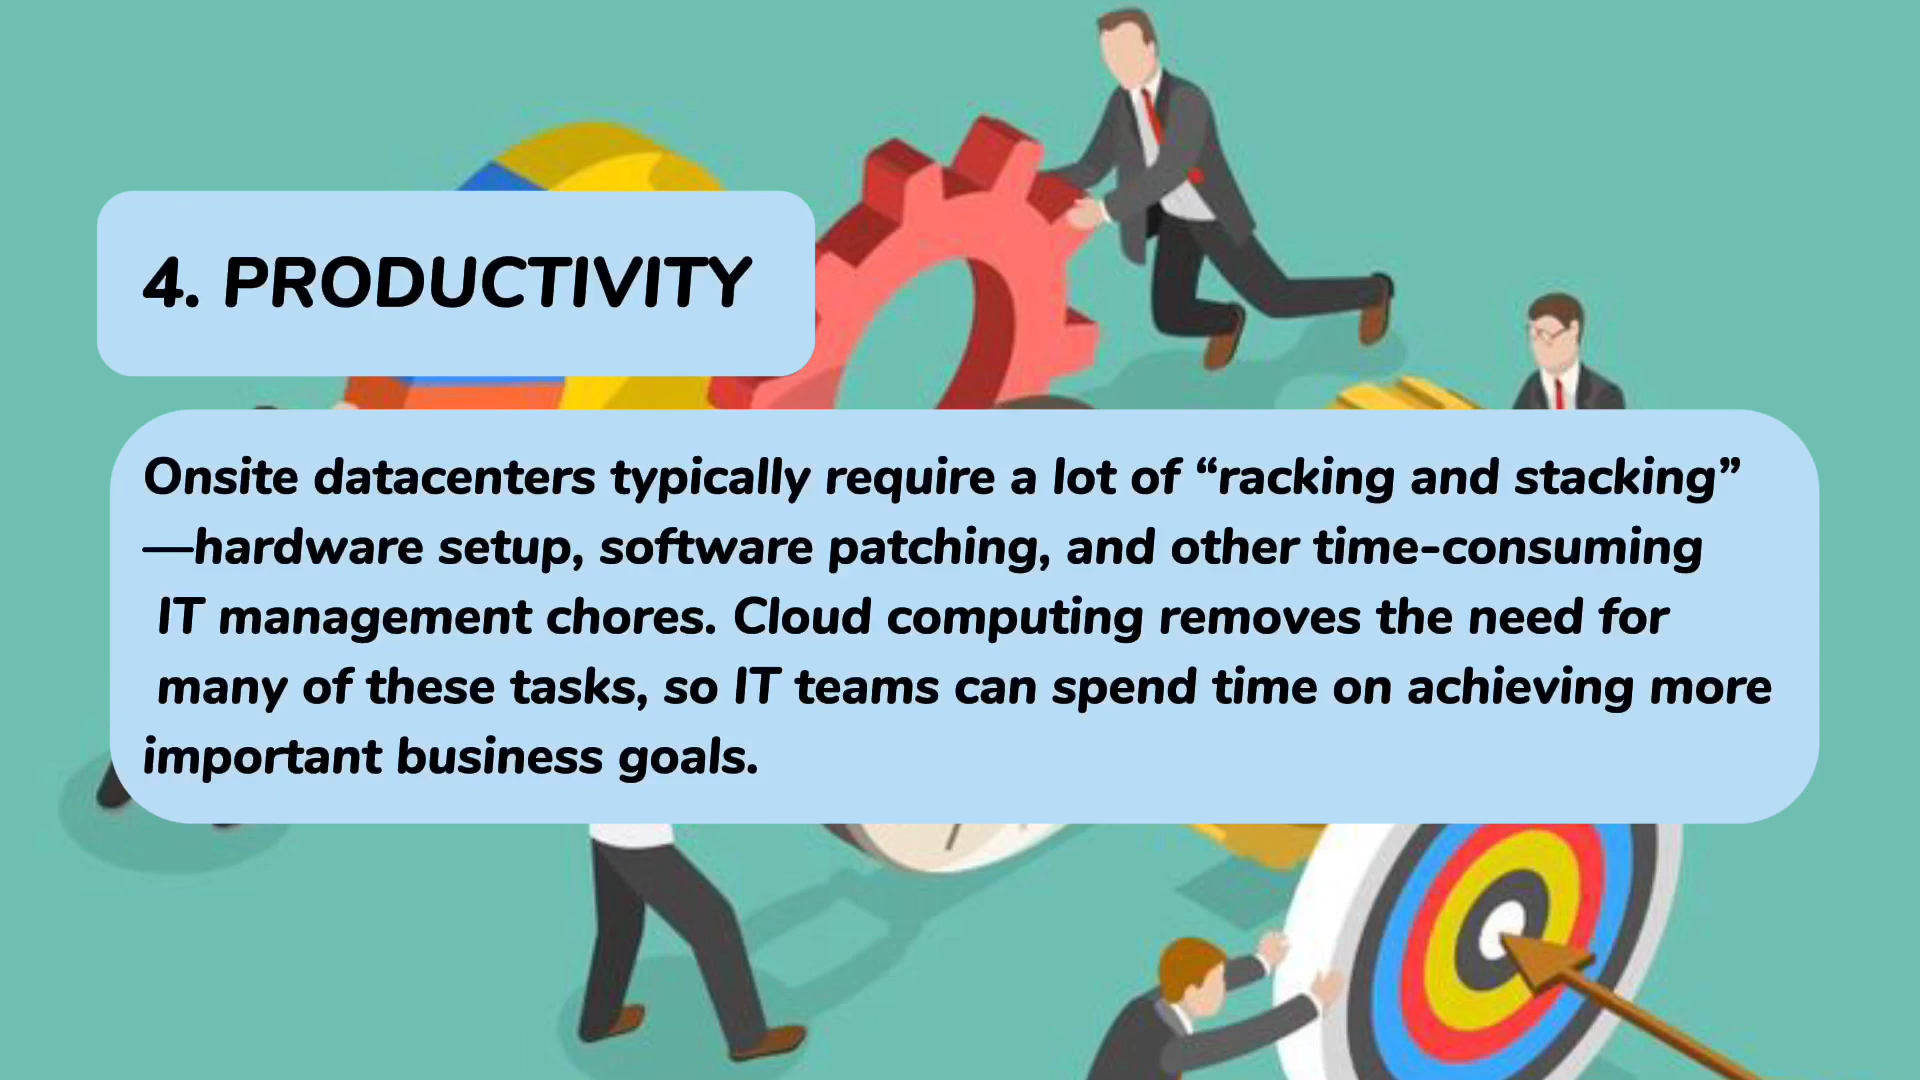 4. PRODUCTIVITY
Onsite datacenters typically require a lot of “racking and stacking”
—hardware setup, software patching, and other time-consuming
IT management chores. Cloud computing removes the need for
many of these tasks, so IT teams can spend time on achieving more
important business goals.